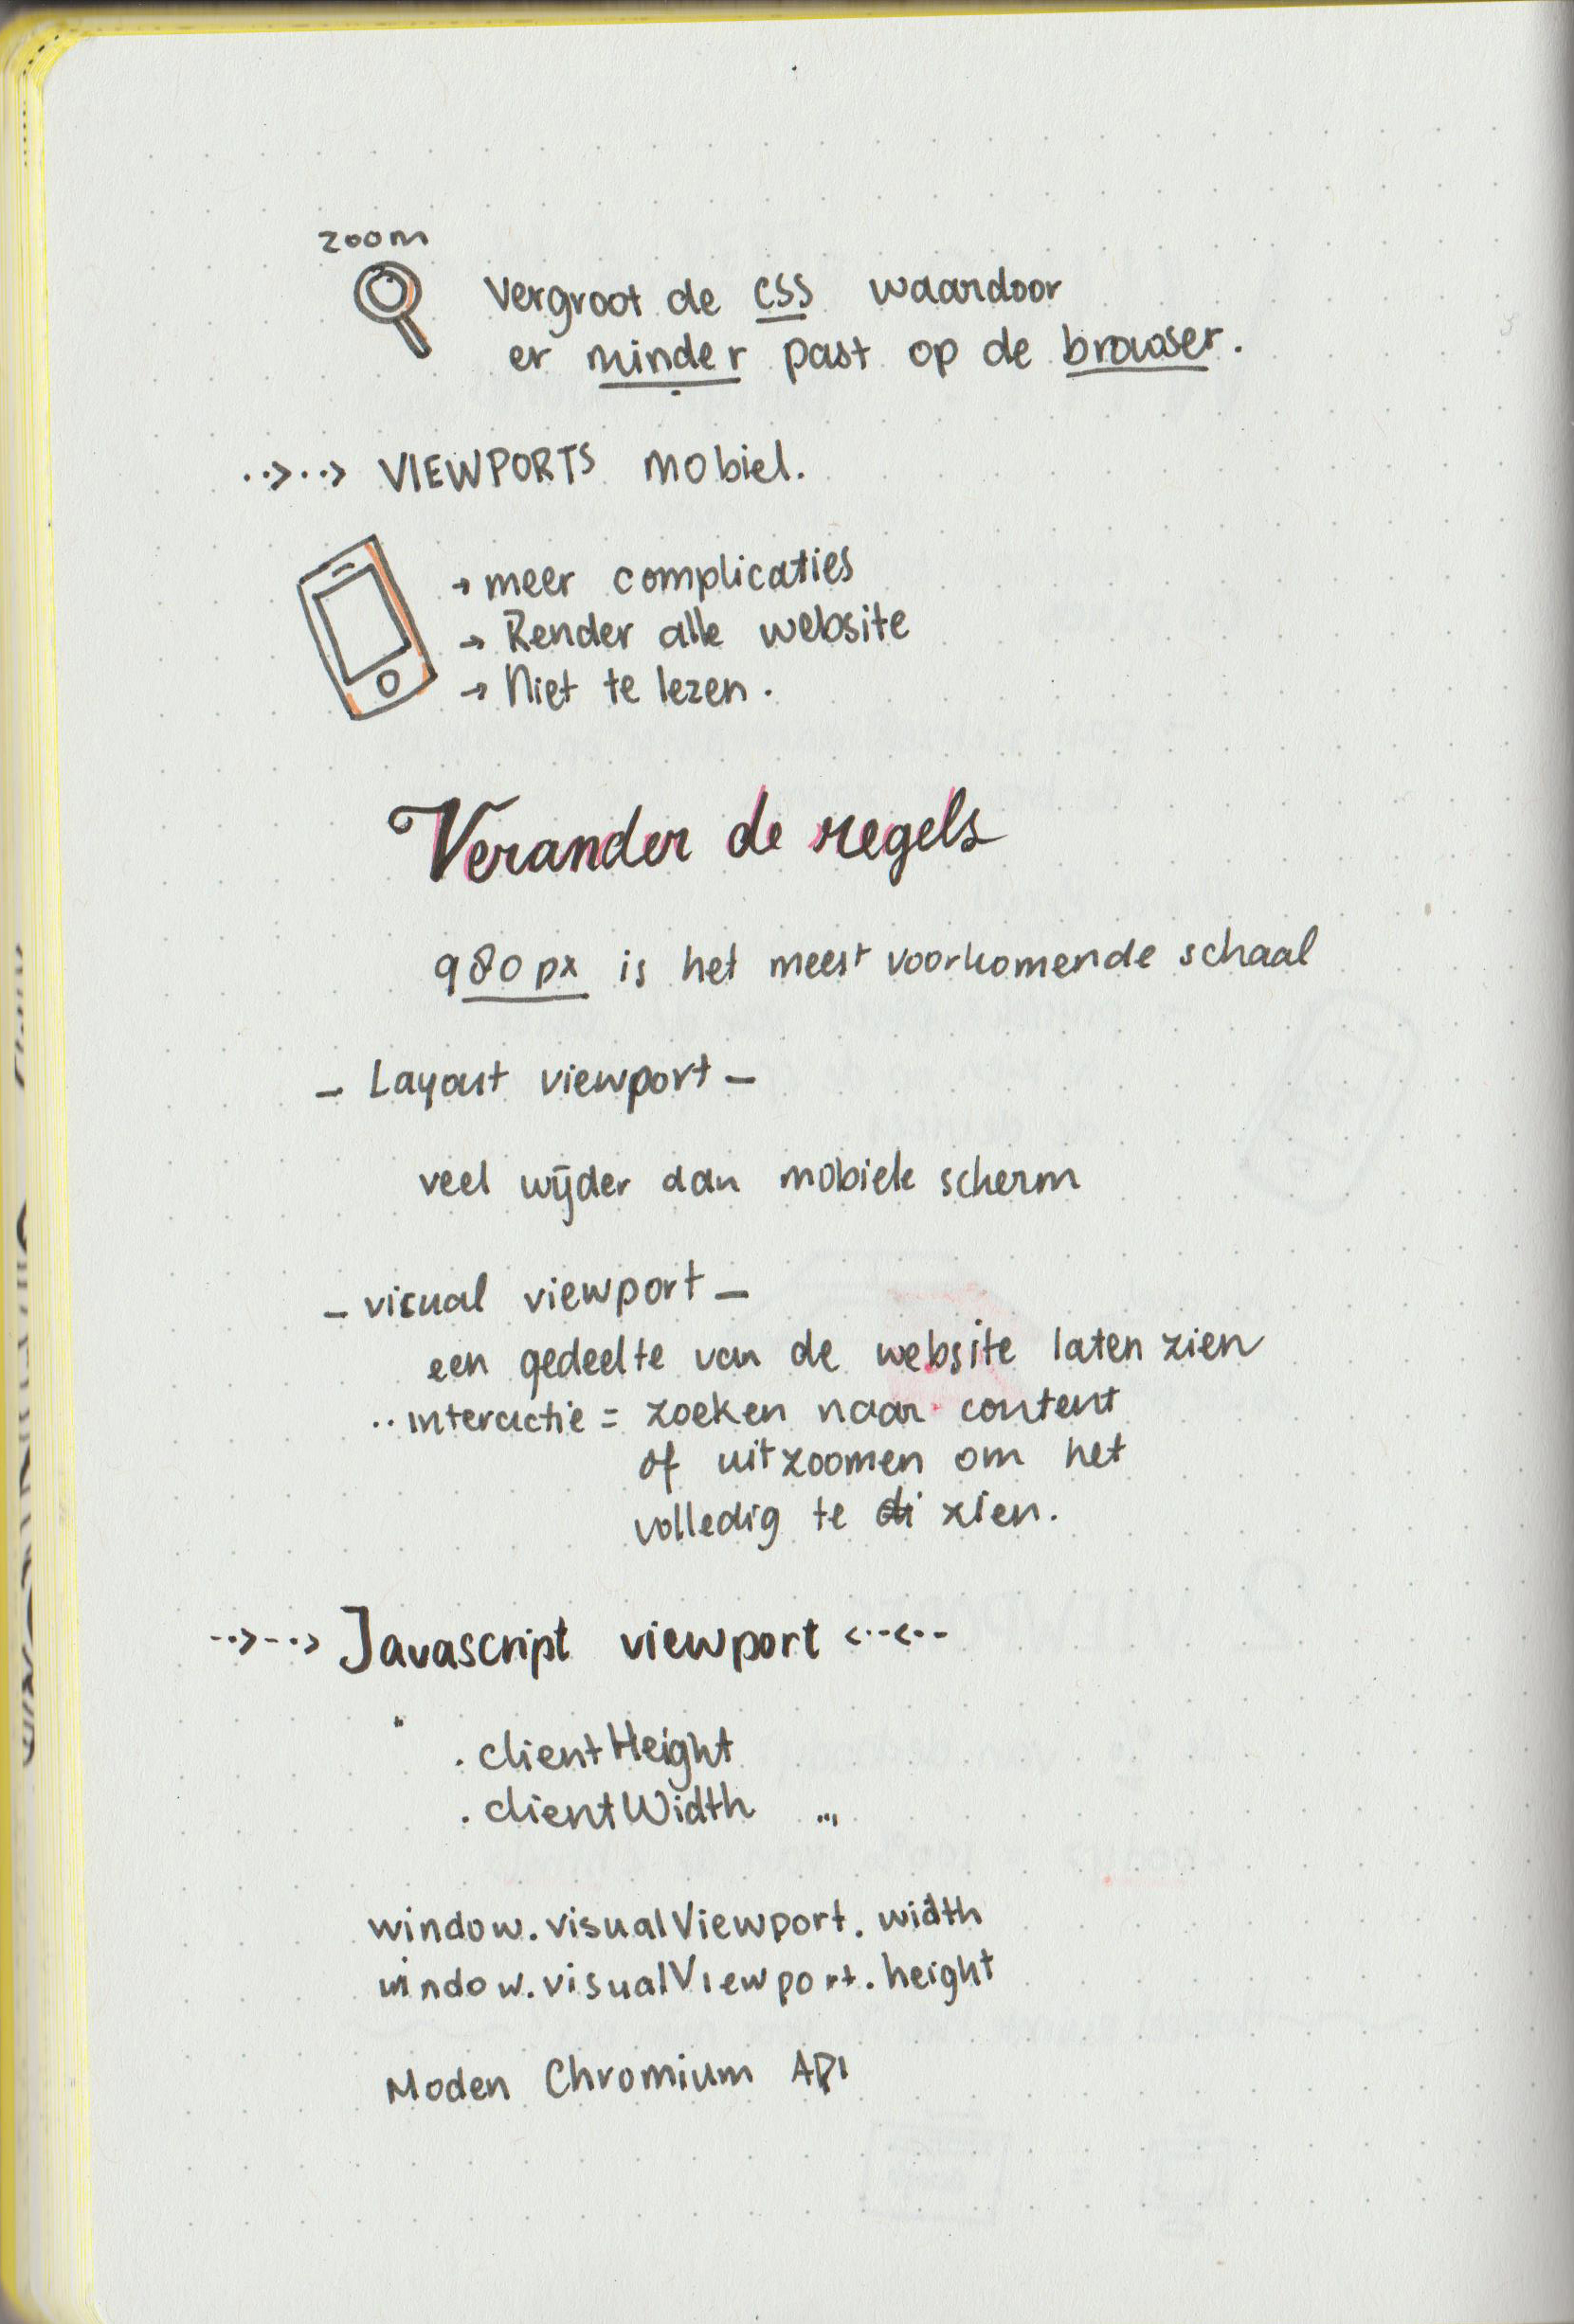 zoom
Vergroot de css waardoor
er minder past op de browser.
··>··> VIEWPORTS mobiel.
→ meer complicaties
→ Render alle website
→ Niet te lezen.
Verander de regels
980px is het meest voorkomende schaal
- Layout viewport -
veel wijder dan mobiele scherm
- visual viewport -
een gedeelte van de website laten zien
·· interactie = zoeken naar content
of uitzoomen om het
volledig te zien.
-·>-·> Javascript viewport <·-<·-
. clientHeight
. clientWidth
window.visualViewport.width
window.visualViewport.height
Moden Chromium API